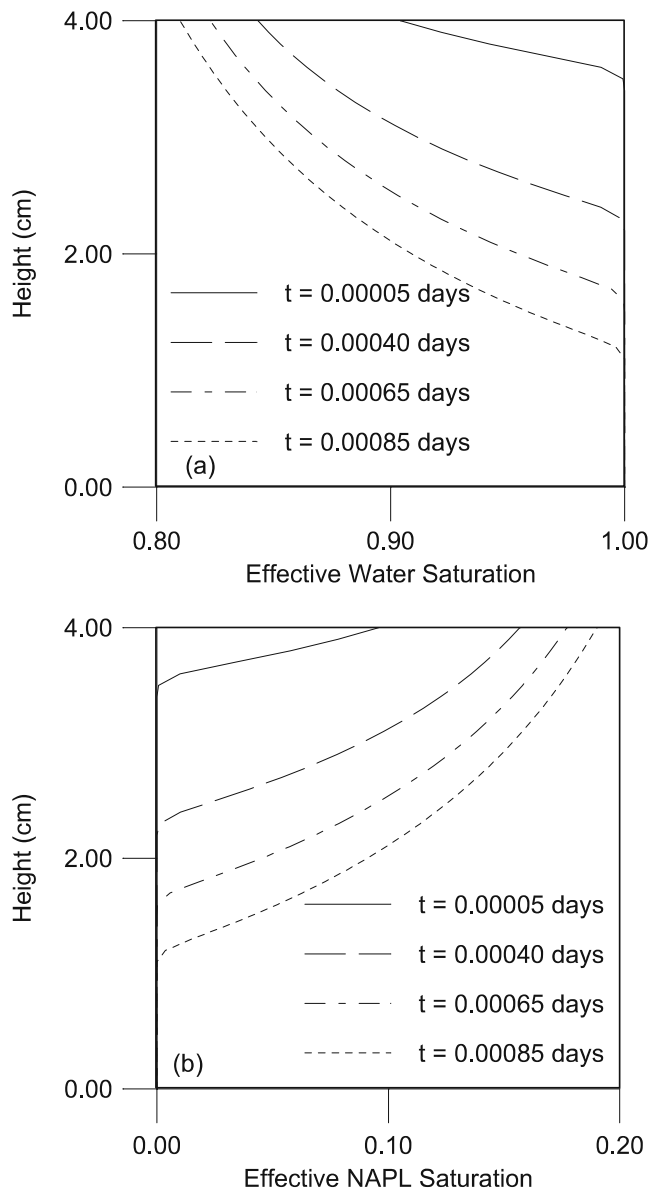 4.00
2.00
0.00
Height (cm)
t = 0.00005 days
t = 0.00040 days
t = 0.00065 days
t = 0.00085 days
(a)
0.80
0.90
1.00
Effective Water Saturation
4.00
2.00
0.00
Height (cm)
t = 0.00005 days
t = 0.00040 days
t = 0.00065 days
t = 0.00085 days
(b)
0.00
0.10
0.20
Effective NAPL Saturation